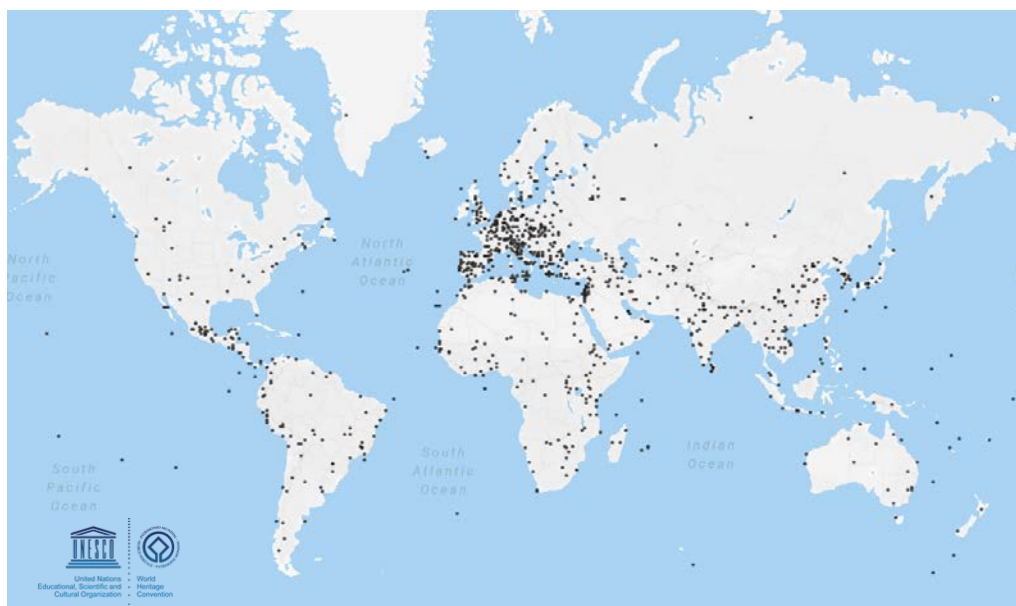 North
Atlantic
Ocean
North
Pacific
Ocean
South
Atlantic
Ocean
Indian
Ocean
South
Pacific
Ocean
UNESCO
United Nations
Educational, Scientific and
Cultural Organization
World
Heritage
Convention